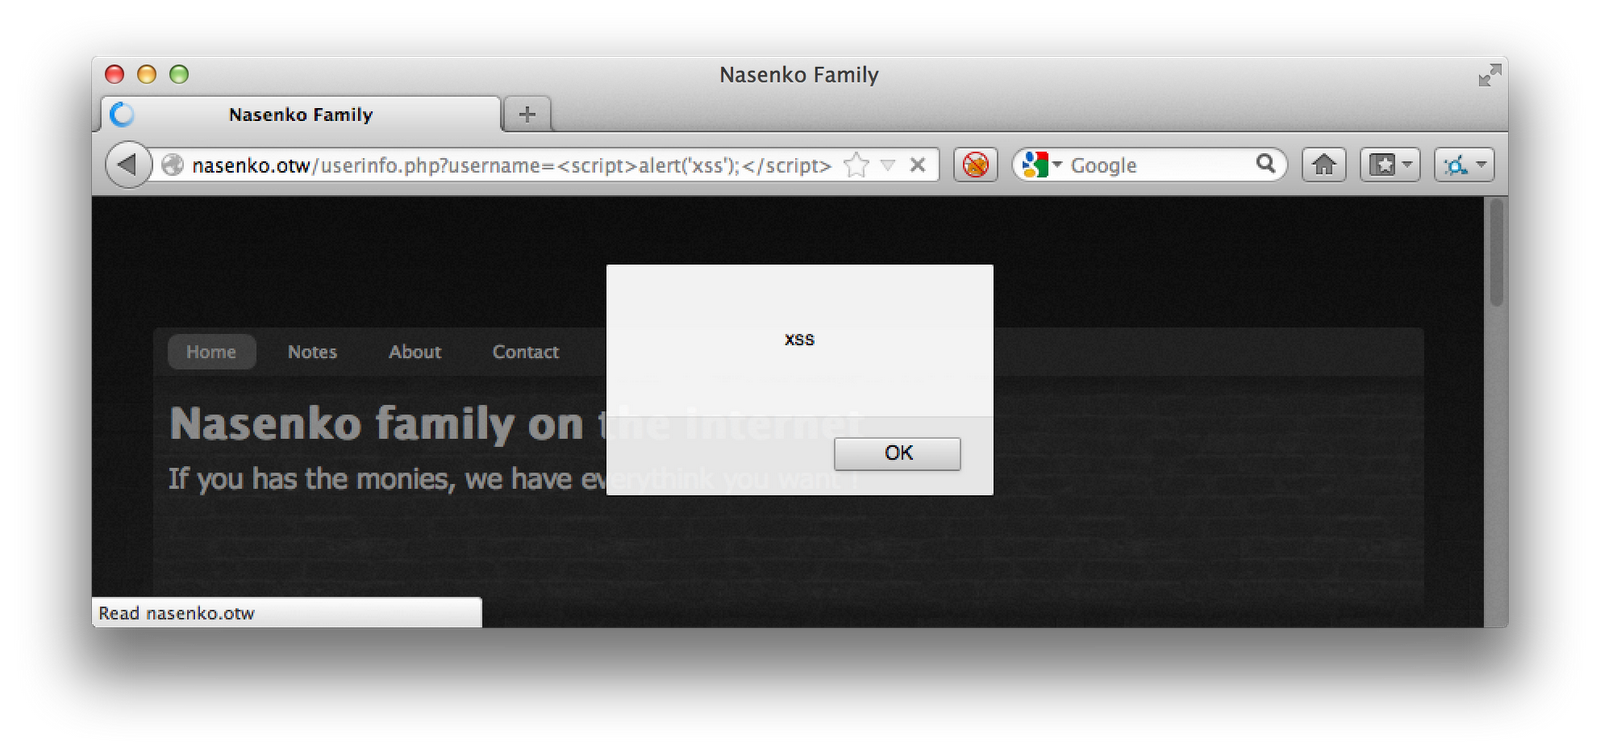 Nasenko Family
Nasenko Family
nasenko.otw/userinfo.php?username=<script>alert('xss');</script>
Google
xss
Home Notes About Contact
Nasenko family on the internet
If you has the monies, we have everythink you want !
OK
Read nasenko.otw